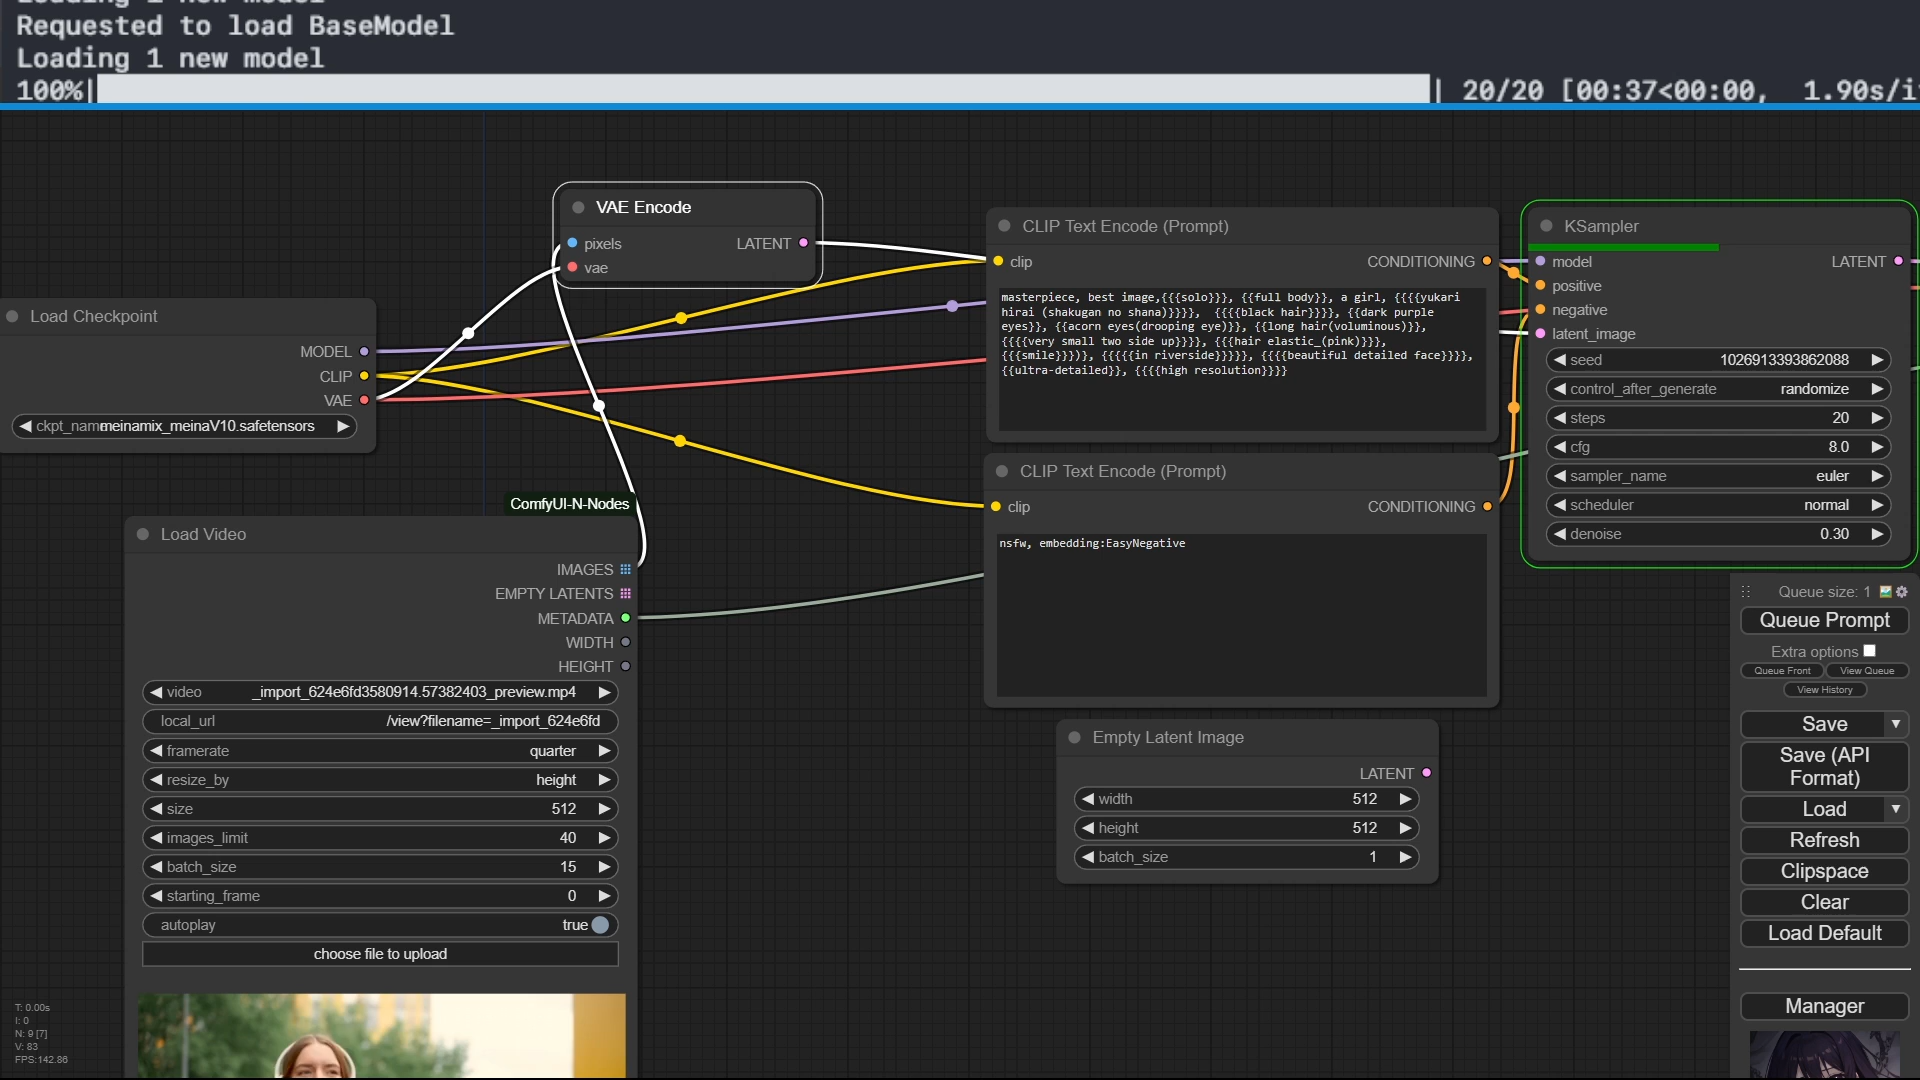 Loading 1 new model
Requested to load BaseModel
Loading 1 new model
100%| | 20/20 [00:37<00:00, 1.90s/i
VAE Encode
pixels LATENT
vae
Load Checkpoint
MODEL
CLIP
VAE
ckpt_nam meinamix_meinaV10.safetensors
CLIP Text Encode (Prompt)
clip CONDITIONING
masterpiece, best image,{{{solo}}}, {{full body}}, a girl, {{{{yukari
hirai (shakugan no shana)}}}}},  {{{{black hair}}}}, {{dark purple
eyes}}, {{acorn eyes(drooping eye)}}, {{long hair(voluminous)}},
{{{{very small two side up}}}}, {{{hair elastic_(pink)}}},
{{{smile}}}}}, {{{{{in riverside}}}}}, {{{{beautiful detailed face}}}},
{{ultra-detailed}}, {{{{high resolution}}}}
CLIP Text Encode (Prompt)
clip CONDITIONING
nsfw, embedding:EasyNegative
KSampler
model LATENT
positive
negative
latent_image
seed 1026913393862088
control_after_generate randomize
steps 20
cfg 8.0
sampler_name euler
scheduler normal
denoise 0.30
ComfyUI-N-Nodes
Load Video
IMAGES
EMPTY LATENTS
METADATA
WIDTH
HEIGHT
video _import_624e6fd3580914.57382403_preview.mp4
local_url /view?filename=_import_624e6fd
framerate quarter
resize_by height
size 512
images_limit 40
batch_size 15
starting_frame 0
autoplay true
choose file to upload
Empty Latent Image
LATENT
width 512
height 512
batch_size 1
Queue size: 1
Queue Prompt
Extra options
Queue Front View Queue
View History
Save
Save (API
Format)
Load
Refresh
Clipspace
Clear
Load Default
Manager
T: 0.00s
I: 0
N: 9 [7]
V: 83
FPS:142.86